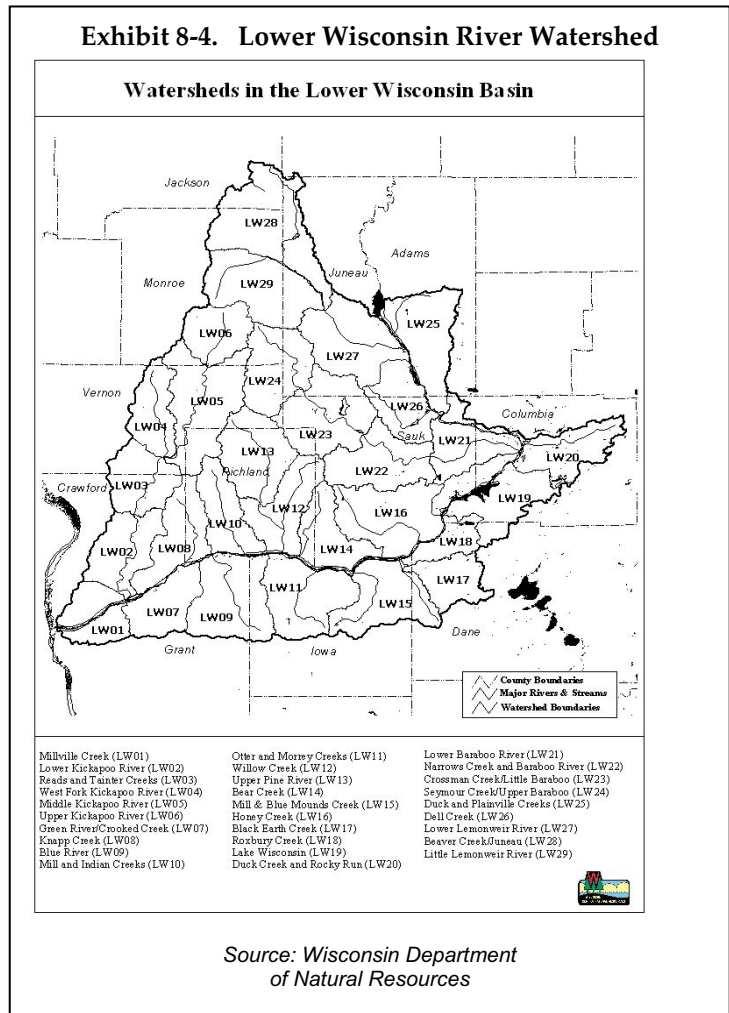 Exhibit 8-4. Lower Wisconsin River Watershed
Watersheds in the Lower Wisconsin Basin
Jackson
LW28
Adams
Juneau
Monroe
LW29
LW25
LW06
LW27
LW24
Vernon
LW05
LW26
Columbia
LW04
LW23
Sauk
LW21
LW13
LW20
Richland
LW22
Crawford
LW03
LW19
LW12
LW16
LW10
LW18
LW02
LW08
LW14
LW17
LW11
LW15
LW07
LW09
LW01
Dane
Grant
Iowa
County Boundaries
Major Rivers & Streams
Watershed Boundaries
Millville Creek (LW01)
Lower Kickapoo River (LW02)
Reads and Tainter Creeks (LW03)
West Fork Kickapoo River (LW04)
Middle Kickapoo River (LW05)
Upper Kickapoo River (LW06)
Green River/Crooked Creek (LW07)
Knapp Creek (LW08)
Blue River (LW09)
Mill and Indian Creeks (LW10)
Otter and Morrey Creeks (LW11)
Willow Creek (LW12)
Upper Pine River (LW13)
Bear Creek (LW14)
Mill & Blue Mounds Creek (LW15)
Honey Creek (LW16)
Black Earth Creek (LW17)
Roxbury Creek (LW18)
Lake Wisconsin (LW19)
Duck Creek and Rocky Run (LW20)
Lower Baraboo River (LW21)
Narrows Creek and Baraboo River (LW22)
Crossman Creek/Little Baraboo (LW23)
Seymour Creek/Upper Baraboo (LW24)
Duck and Plainville Creeks (LW25)
Dell Creek (LW26)
Lower Lemonweir River (LW27)
Beaver Creek/Juneau (LW28)
Little Lemonweir River (LW29)
Source: Wisconsin Department
of Natural Resources